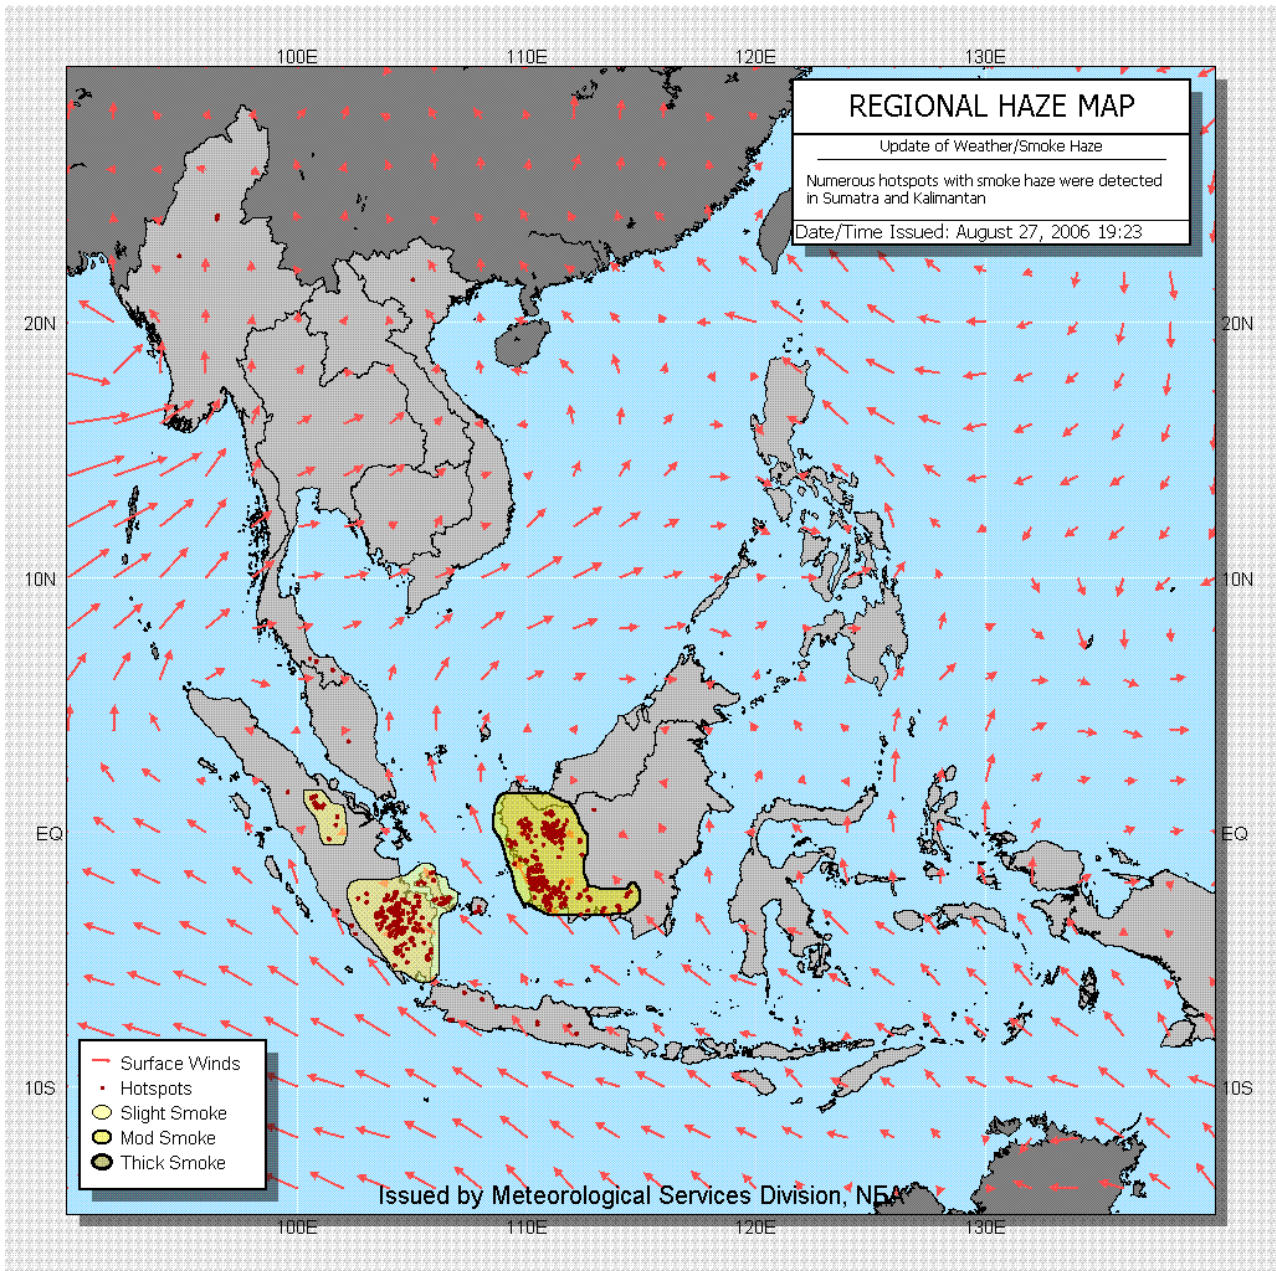 100E 110E 120E 130E
REGIONAL HAZE MAP
Update of Weather/Smoke Haze
Numerous hotspots with smoke haze were detected
in Sumatra and Kalimantan
Date/Time Issued: August 27, 2006 19:23
20N 20N
10N 10N
EQ EQ
Surface Winds
10S 10S
Hotspots
Slight Smoke
Mod Smoke
Thick Smoke
Issued by Meteorological Services Division, NEA
100E 110E 120E 130E